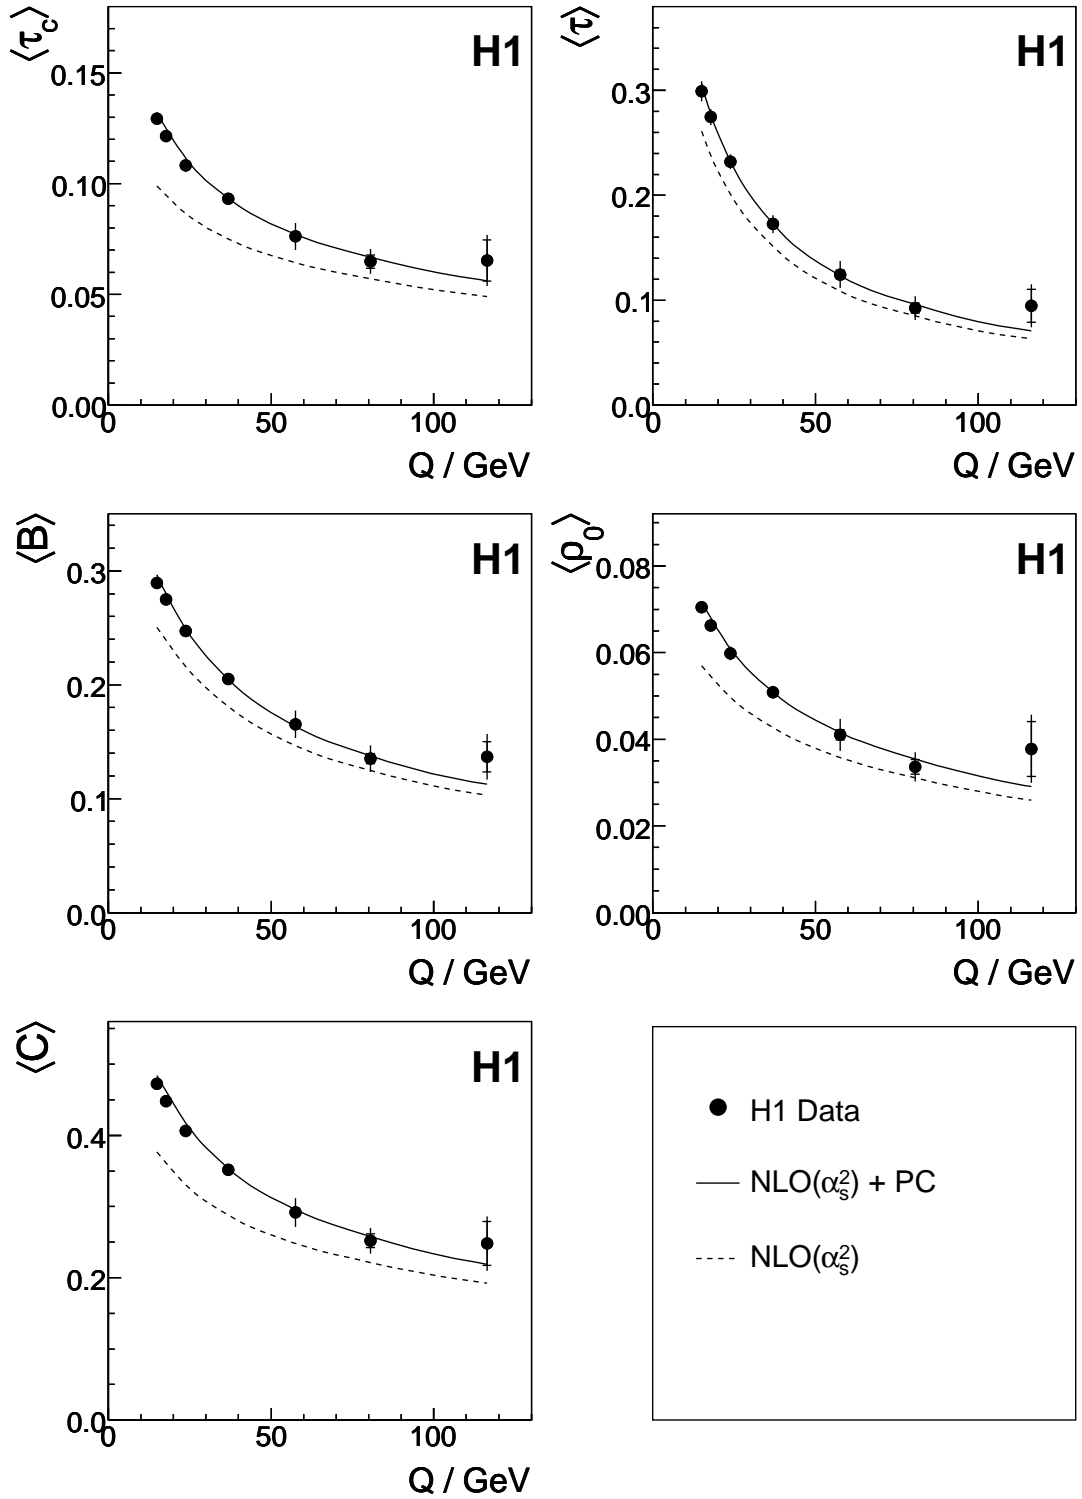 ⟨τc⟩
H1
0.15
0.10
0.05
0.00
0 50 100
Q / GeV
⟨τ⟩
H1
0.3
0.2
0.1
0.0
0 50 100
Q / GeV
⟨B⟩
H1
0.3
0.2
0.1
0.0
0 50 100
Q / GeV
⟨ρ0⟩
H1
0.08
0.06
0.04
0.02
0.00
0 50 100
Q / GeV
⟨C⟩
H1
0.4
0.2
0.0
0 50 100
Q / GeV
H1 Data
NLO(αs²) + PC
NLO(αs²)